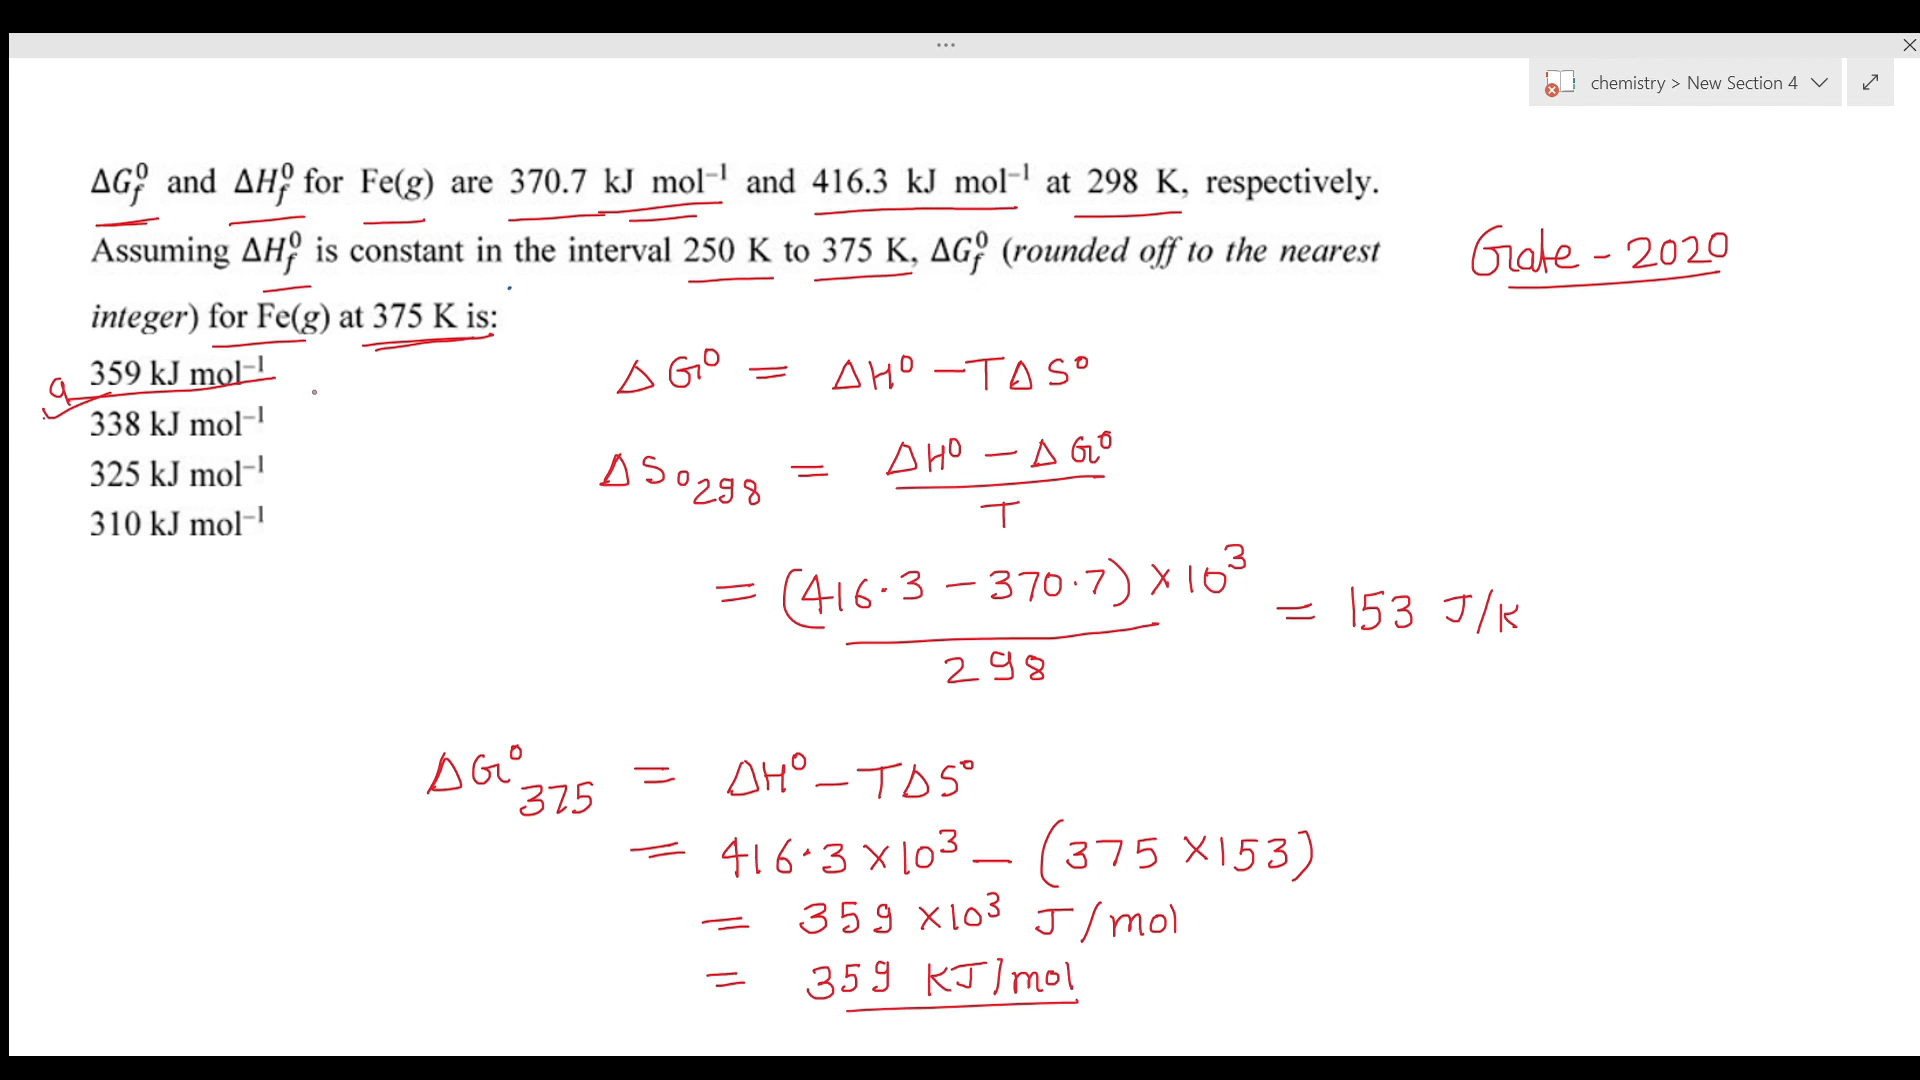 chemistry > New Section 4
ΔG⁰f and ΔH⁰f for Fe(g) are 370.7 kJ mol⁻¹ and 416.3 kJ mol⁻¹ at 298 K, respectively.
Assuming ΔH⁰f is constant in the interval 250 K to 375 K, ΔG⁰f (rounded off to the nearest
integer) for Fe(g) at 375 K is:
Grate - 2020
a 359 kJ mol⁻¹
338 kJ mol⁻¹
325 kJ mol⁻¹
310 kJ mol⁻¹
ΔG⁰ = ΔH⁰ - TΔS⁰
ΔS₀298 = ΔH⁰ - ΔG⁰
T
= (416.3 - 370.7) × 10³
298
= 153 J/K
ΔG⁰375 = ΔH⁰ - TΔS⁰
= 416.3 × 10³ - (375 × 153)
= 359 × 10³ J/mol
= 359 KJ/mol